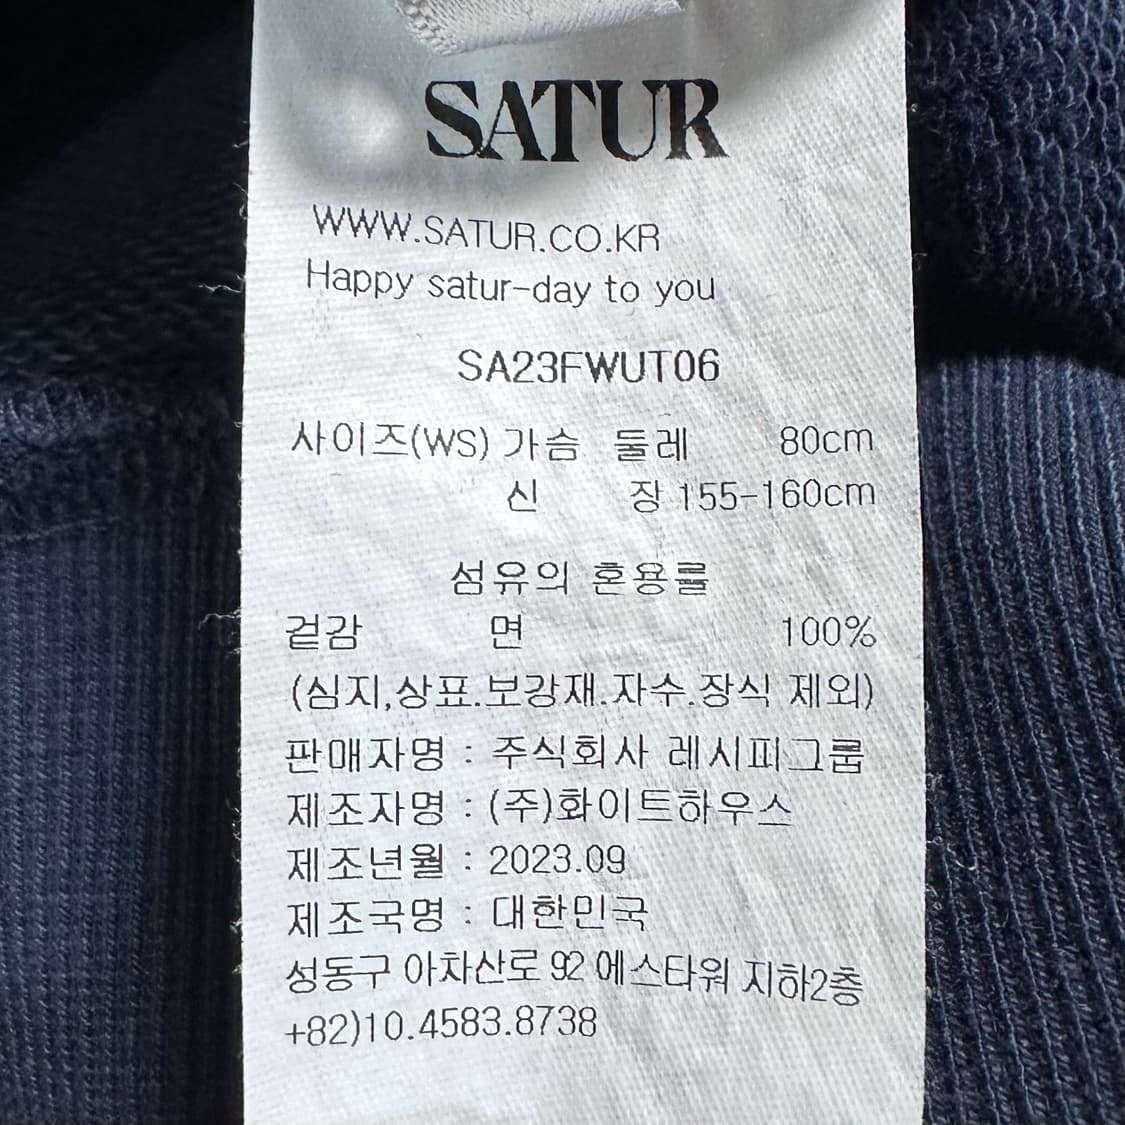 SATUR
WWW.SATUR.CO.KR
Happy satur-day to you
SA23FWUT06
사이즈(WS) 가슴 둘레 80cm
신 장 155-160cm
섬유의 혼용률
겉감 면 100%
(심지,상표.보강재.자수.장식 제외)
판매자명 : 주식회사 레시피그룹
제조자명 : (주)화이트하우스
제조년월 : 2023.09
제조국명 : 대한민국
성동구 아차산로 92 에스타워 지하2층
+82)10.4583.8738